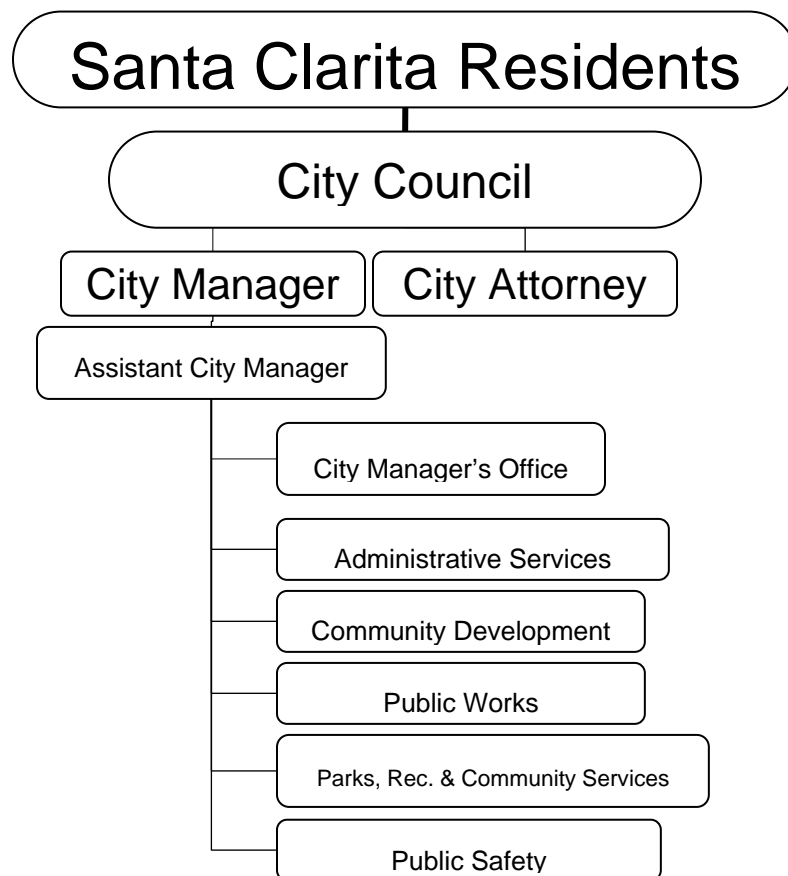 Santa Clarita Residents
City Council
City Manager
City Attorney
Assistant City Manager
City Manager’s Office
Administrative Services
Community Development
Public Works
Parks, Rec. & Community Services
Public Safety